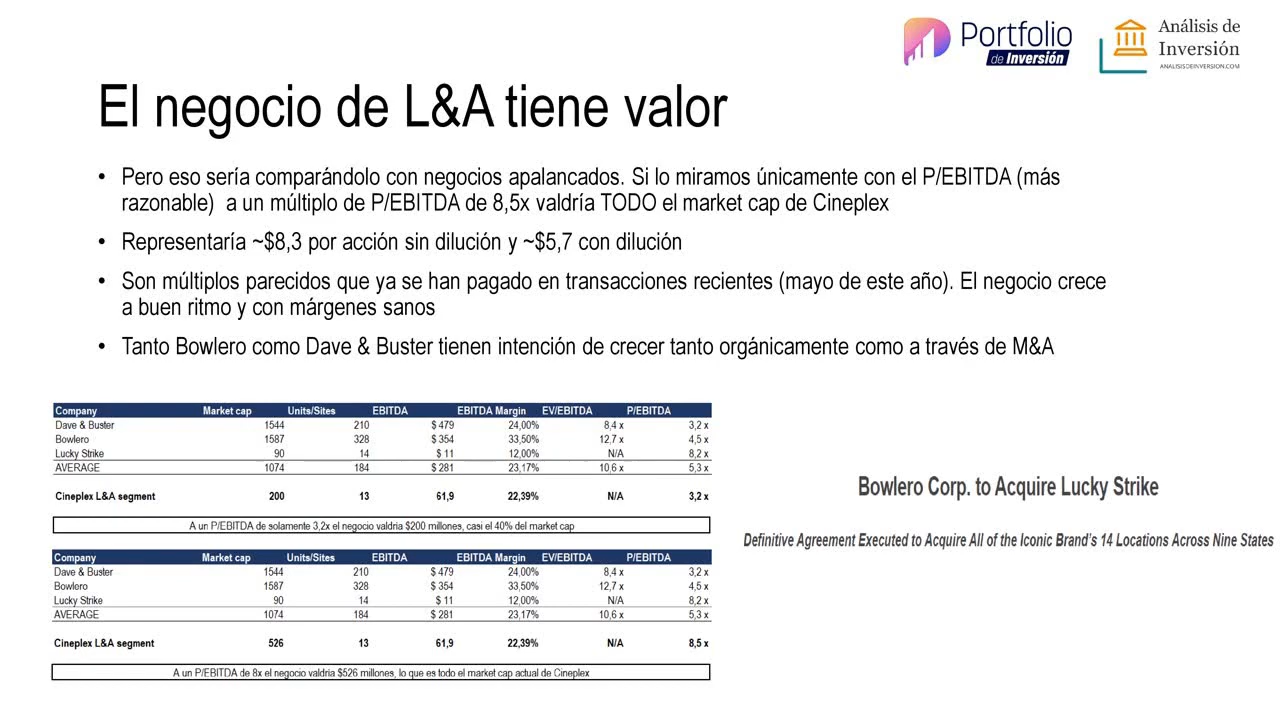 Portfolio
de Inversión
Análisis de
Inversión
ANALISISDEINVERSION.COM
El negocio de L&A tiene valor
• Pero eso sería comparándolo con negocios apalancados. Si lo miramos únicamente con el P/EBITDA (más
razonable) a un múltiplo de P/EBITDA de 8,5x valdría TODO el market cap de Cineplex
• Representaría ~$8,3 por acción sin dilución y ~$5,7 con dilución
• Son múltiplos parecidos que ya se han pagado en transacciones recientes (mayo de este año). El negocio crece
a buen ritmo y con márgenes sanos
• Tanto Bowlero como Dave & Buster tienen intención de crecer tanto orgánicamente como a través de M&A
Company Market cap Units/Sites EBITDA EBITDA Margin EV/EBITDA P/EBITDA
Dave & Buster 1544 210 $ 479 24,00% 8,4 x 3,2 x
Bowlero 1587 328 $ 354 33,50% 12,7 x 4,5 x
Lucky Strike 90 14 $ 11 12,00% N/A 8,2 x
AVERAGE 1074 184 $ 281 23,17% 10,6 x 5,3 x
Cineplex L&A segment 200 13 61,9 22,39% N/A 3,2 x
A un P/EBITDA de solamente 3,2x el negocio valdria $200 millones, casi el 40% del market cap
Company Market cap Units/Sites EBITDA EBITDA Margin EV/EBITDA P/EBITDA
Dave & Buster 1544 210 $ 479 24,00% 8,4 x 3,2 x
Bowlero 1587 328 $ 354 33,50% 12,7 x 4,5 x
Lucky Strike 90 14 $ 11 12,00% N/A 8,2 x
AVERAGE 1074 184 $ 281 23,17% 10,6 x 5,3 x
Cineplex L&A segment 526 13 61,9 22,39% N/A 8,5 x
A un P/EBITDA de 8x el negocio valdria $526 millones, lo que es todo el market cap actual de Cineplex
Bowlero Corp. to Acquire Lucky Strike
Definitive Agreement Executed to Acquire All of the Iconic Brand's 14 Locations Across Nine States